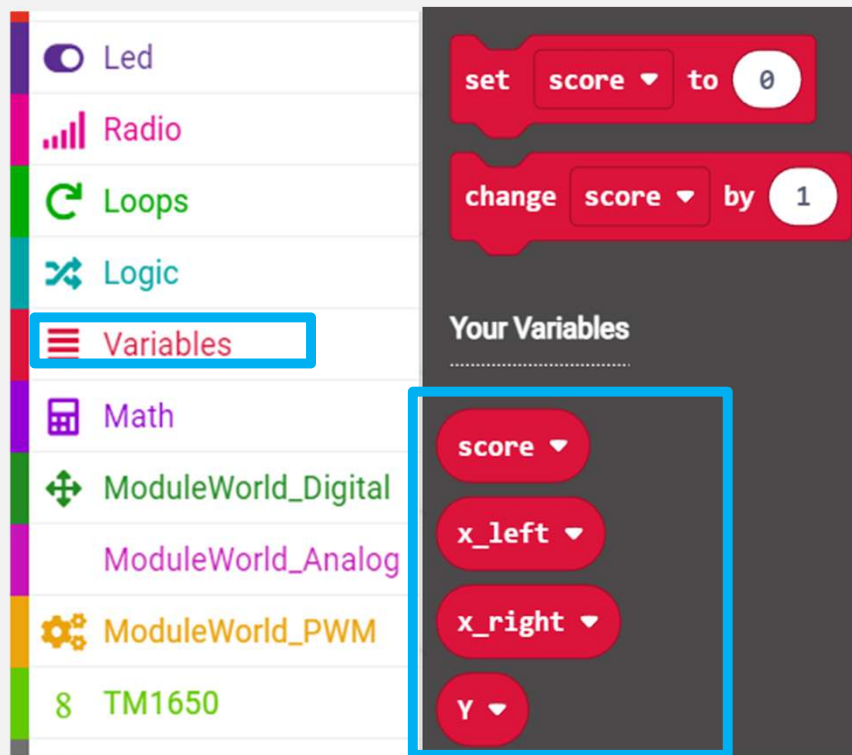 Led
Radio
Loops
Logic
Variables
Math
ModuleWorld_Digital
ModuleWorld_Analog
ModuleWorld_PWM
8 TM1650
set score to 0
change score by 1
Your Variables
score
x_left
x_right
Y